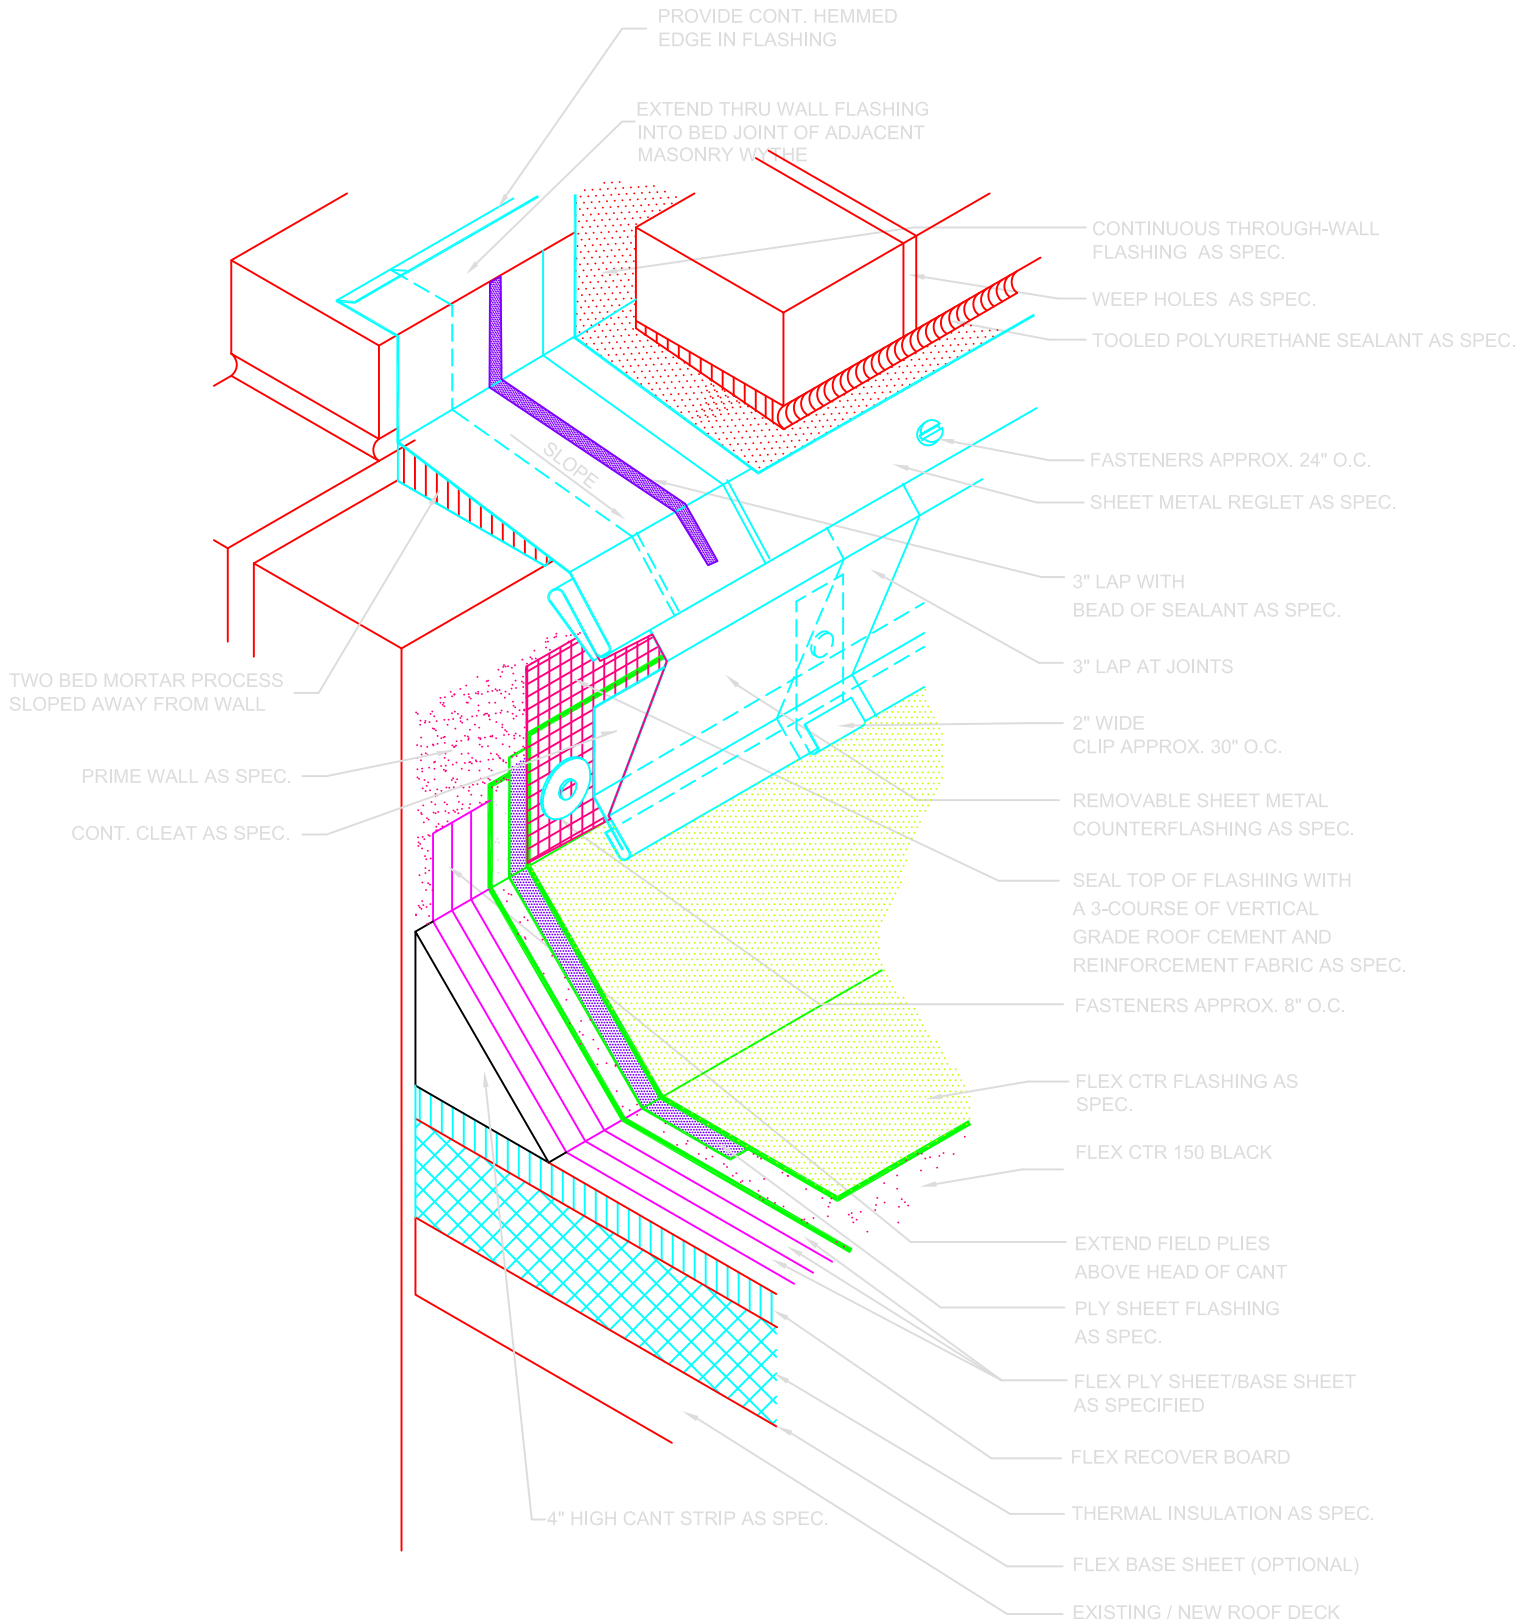 PROVIDE CONT. HEMMED
EDGE IN FLASHING
EXTEND THRU WALL FLASHING
INTO BED JOINT OF ADJACENT
MASONRY WYTHE
CONTINUOUS THROUGH-WALL
FLASHING AS SPEC.
WEEP HOLES AS SPEC.
TOOLED POLYURETHANE SEALANT AS SPEC.
FASTENERS APPROX. 24" O.C.
SHEET METAL REGLET AS SPEC.
SLOPE
3" LAP WITH
BEAD OF SEALANT AS SPEC.
3" LAP AT JOINTS
TWO BED MORTAR PROCESS
SLOPED AWAY FROM WALL
2" WIDE
CLIP APPROX. 30" O.C.
PRIME WALL AS SPEC.
REMOVABLE SHEET METAL
COUNTERFLASHING AS SPEC.
CONT. CLEAT AS SPEC.
SEAL TOP OF FLASHING WITH
A 3-COURSE OF VERTICAL
GRADE ROOF CEMENT AND
REINFORCEMENT FABRIC AS SPEC.
FASTENERS APPROX. 8" O.C.
FLEX CTR FLASHING AS
SPEC.
FLEX CTR 150 BLACK
EXTEND FIELD PLIES
ABOVE HEAD OF CANT
PLY SHEET FLASHING
AS SPEC.
FLEX PLY SHEET/BASE SHEET
AS SPECIFIED
FLEX RECOVER BOARD
THERMAL INSULATION AS SPEC.
4" HIGH CANT STRIP AS SPEC.
FLEX BASE SHEET (OPTIONAL)
EXISTING / NEW ROOF DECK